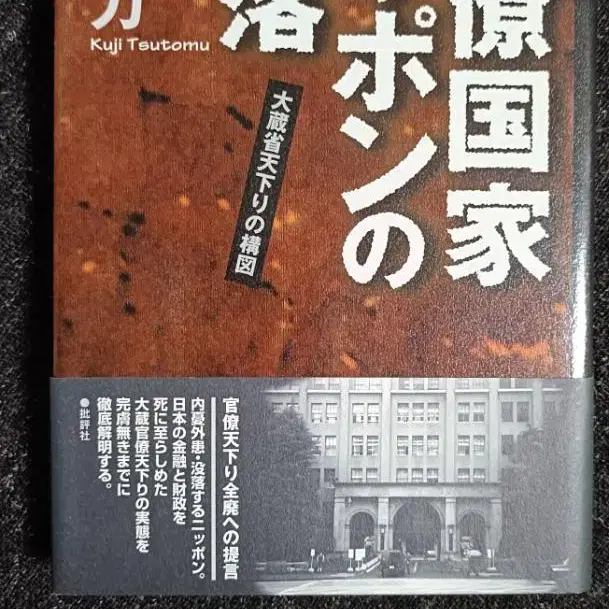 僚国家
ポンの
落
大蔵省天下りの構図
力
Kuji Tsutomu
官僚天下り全廃への提言
内憂外患・没落するニッポン。
日本の金融と財政を
死に至らしめた
大蔵官僚天下りの実態を
完膚無きまでに
徹底解明する。
●批評社